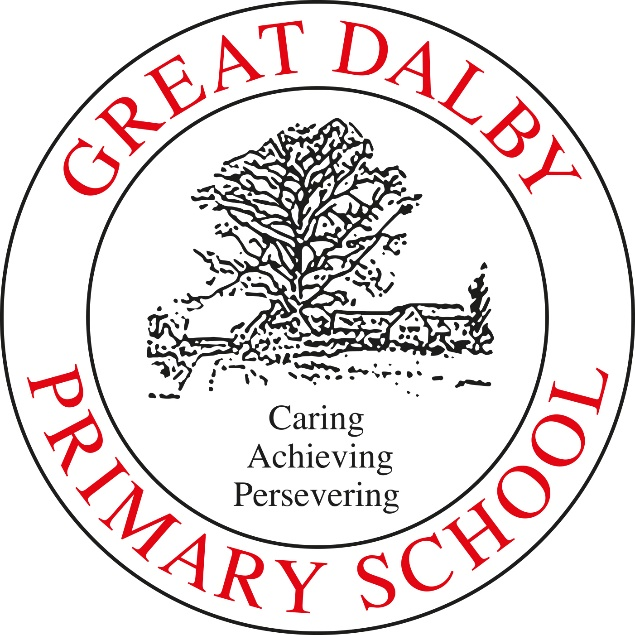 GREAT DALBY
Caring
Achieving
Persevering
PRIMARY SCHOOL